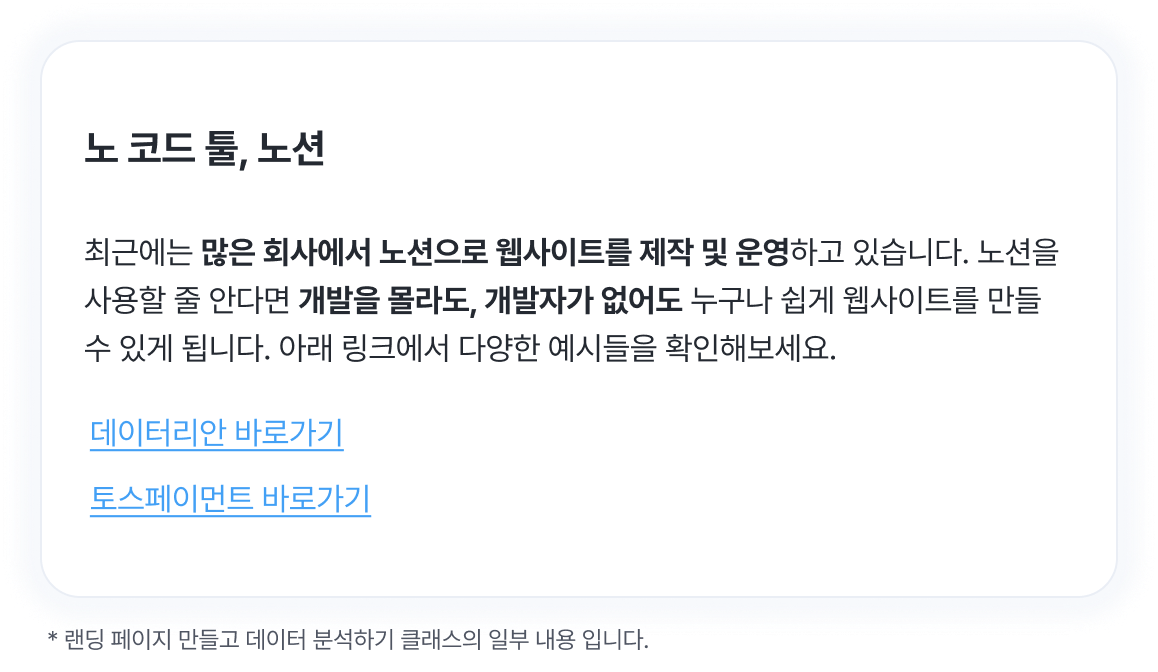 노 코드 툴, 노션
최근에는 많은 회사에서 노션으로 웹사이트를 제작 및 운영하고 있습니다. 노션을
사용할 줄 안다면 개발을 몰라도, 개발자가 없어도 누구나 쉽게 웹사이트를 만들
수 있게 됩니다. 아래 링크에서 다양한 예시들을 확인해보세요.
데이터리안 바로가기
토스페이먼트 바로가기
* 랜딩 페이지 만들고 데이터 분석하기 클래스의 일부 내용 입니다.